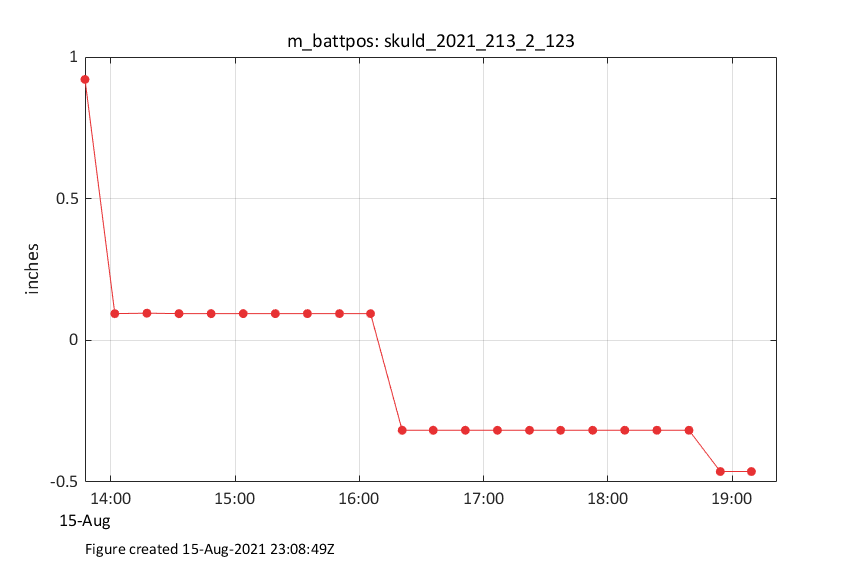 m_battpos: skuld_2021_213_2_123
1
0.5
0
-0.5
inches
14:00 15:00 16:00 17:00 18:00 19:00
15-Aug
Figure created 15-Aug-2021 23:08:49Z